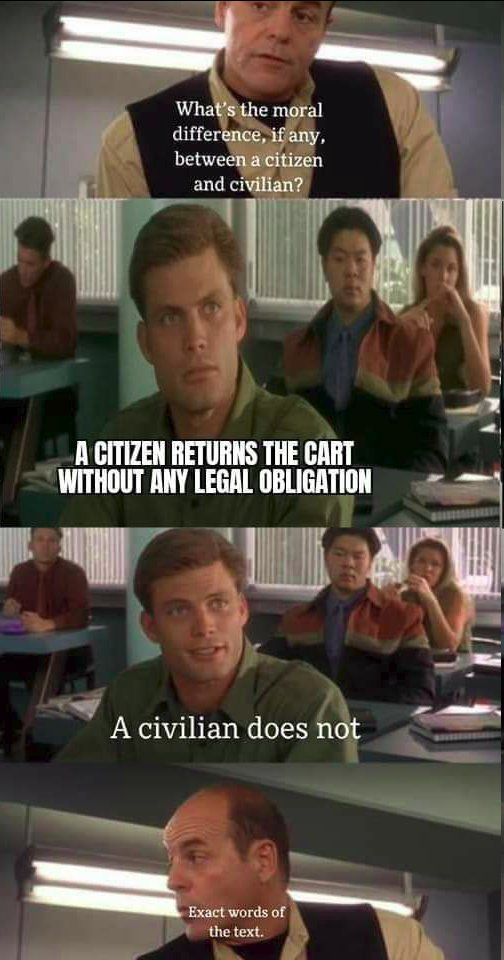 What's the moral
difference, if any,
between a citizen
and civilian?
A CITIZEN RETURNS THE CART
WITHOUT ANY LEGAL OBLIGATION
A civilian does not
Exact words of
the text.